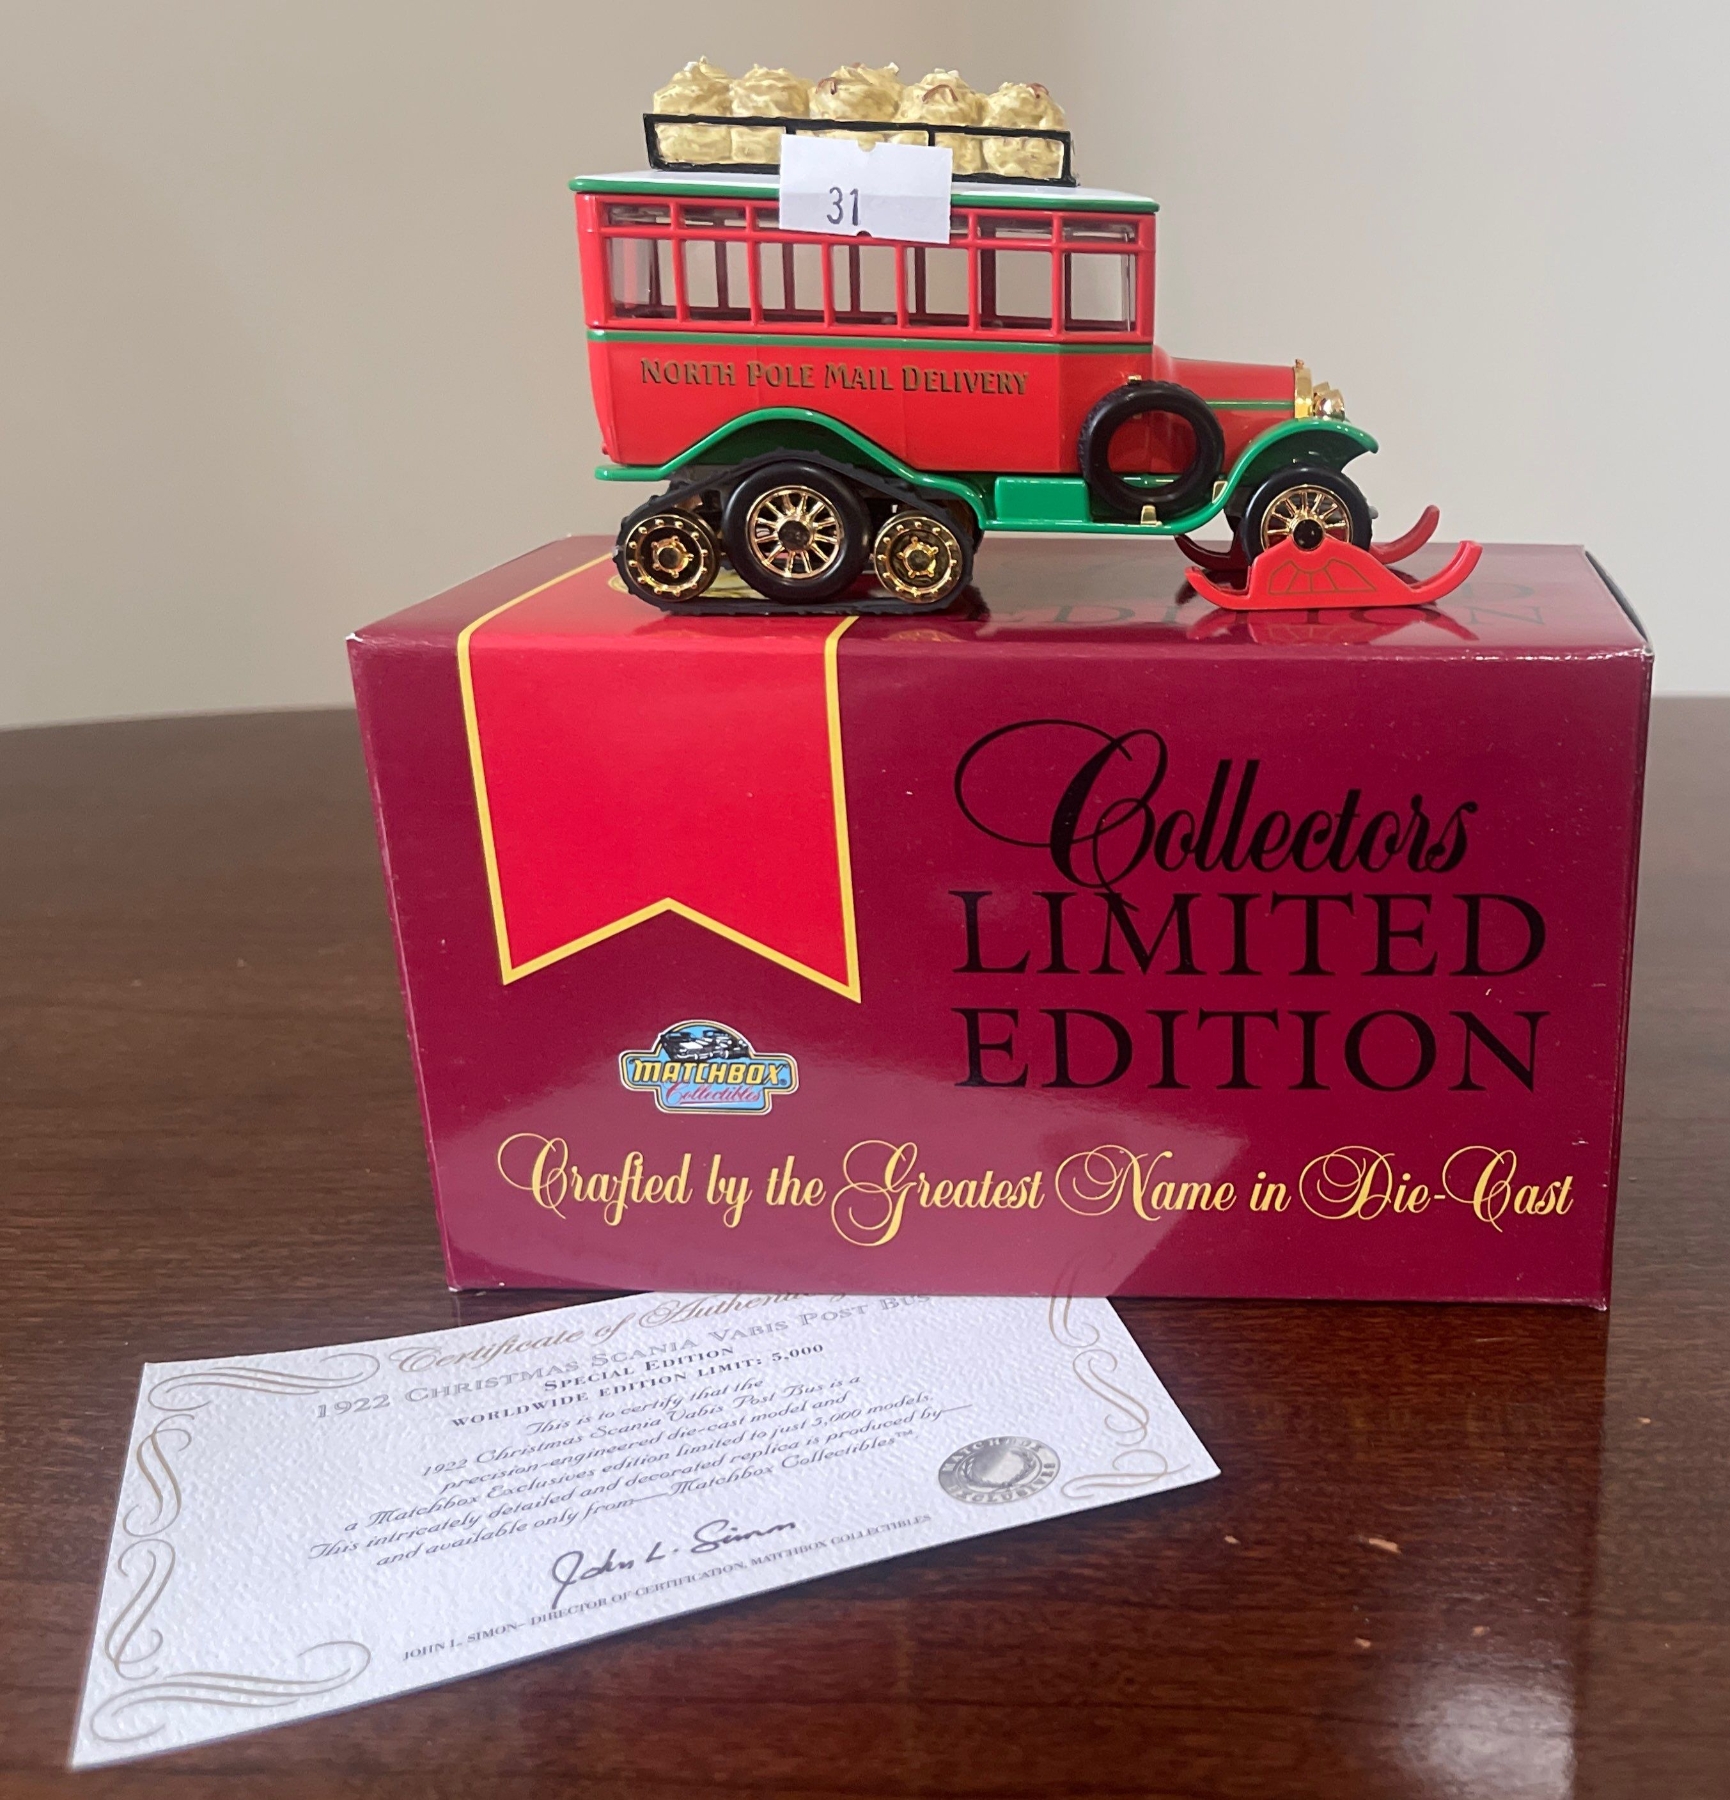 31
NORTH POLE MAIL DELIVERY
EDITION
Collectors
LIMITED
EDITION
MATCHBOX
Collectibles
Crafted by the Greatest Name in Die-Cast
Certificate of
1922 CHRISTMAS SCANIA VABIS POST BUS
SPECIAL EDITION
WORLDWIDE EDITION LIMIT: 5,000
This is to certify that the
1922 Christmas Scania Vabis Post Bus is a
precision-engineered die-cast model and
a Matchbox Exclusives edition limited to just 5,000 models.
This intricately detailed and decorated replica is produced by—
and available only from—Matchbox Collectibles™
MATCHBOX EXCLUSIVES
John L. Simon
JOHN L. SIMON–DIRECTOR OF CERTIFICATION, MATCHBOX COLLECTIBLES